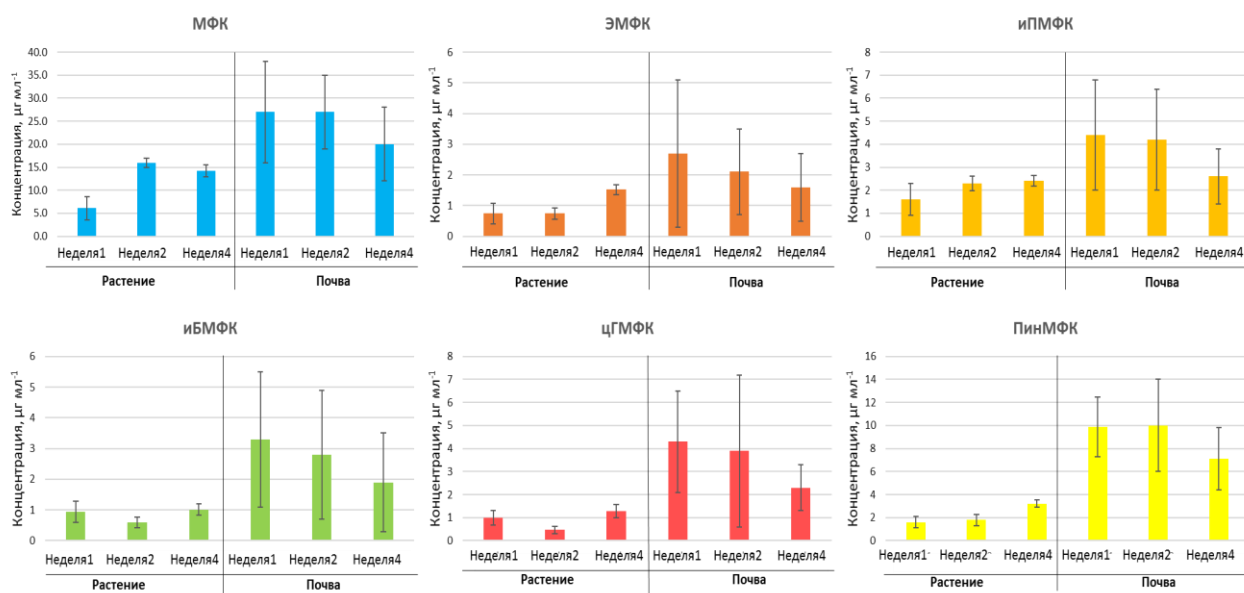 МФК
Концентрация, µг мл⁻¹
40.0
35.0
30.0
25.0
20.0
15.0
10.0
5.0
0.0
Неделя1 Неделя2 Неделя4 Неделя1 Неделя2 Неделя4
Растение Почва
ЭМФК
Концентрация, µг мл⁻¹
6
5
4
3
2
1
0
Неделя1 Неделя2 Неделя4 Неделя1 Неделя2 Неделя4
Растение Почва
иПМФК
Концентрация, µг мл⁻¹
8
7
6
5
4
3
2
1
0
Неделя1 Неделя2 Неделя4 Неделя1 Неделя2 Неделя4
Растение Почва
иБМФК
Концентрация, µг мл⁻¹
6
5
4
3
2
1
0
Неделя1 Неделя2 Неделя4 Неделя1 Неделя2 Неделя4
Растение Почва
цГМФК
Концентрация, µг мл⁻¹
8
7
6
5
4
3
2
1
0
Неделя1 Неделя2 Неделя4 Неделя1 Неделя2 Неделя4
Растение Почва
ПинМФК
Концентрация, µг мл⁻¹
16
14
12
10
8
6
4
2
0
Неделя1- Неделя2- Неделя4 Неделя1- Неделя2- Неделя4
Растение Почва